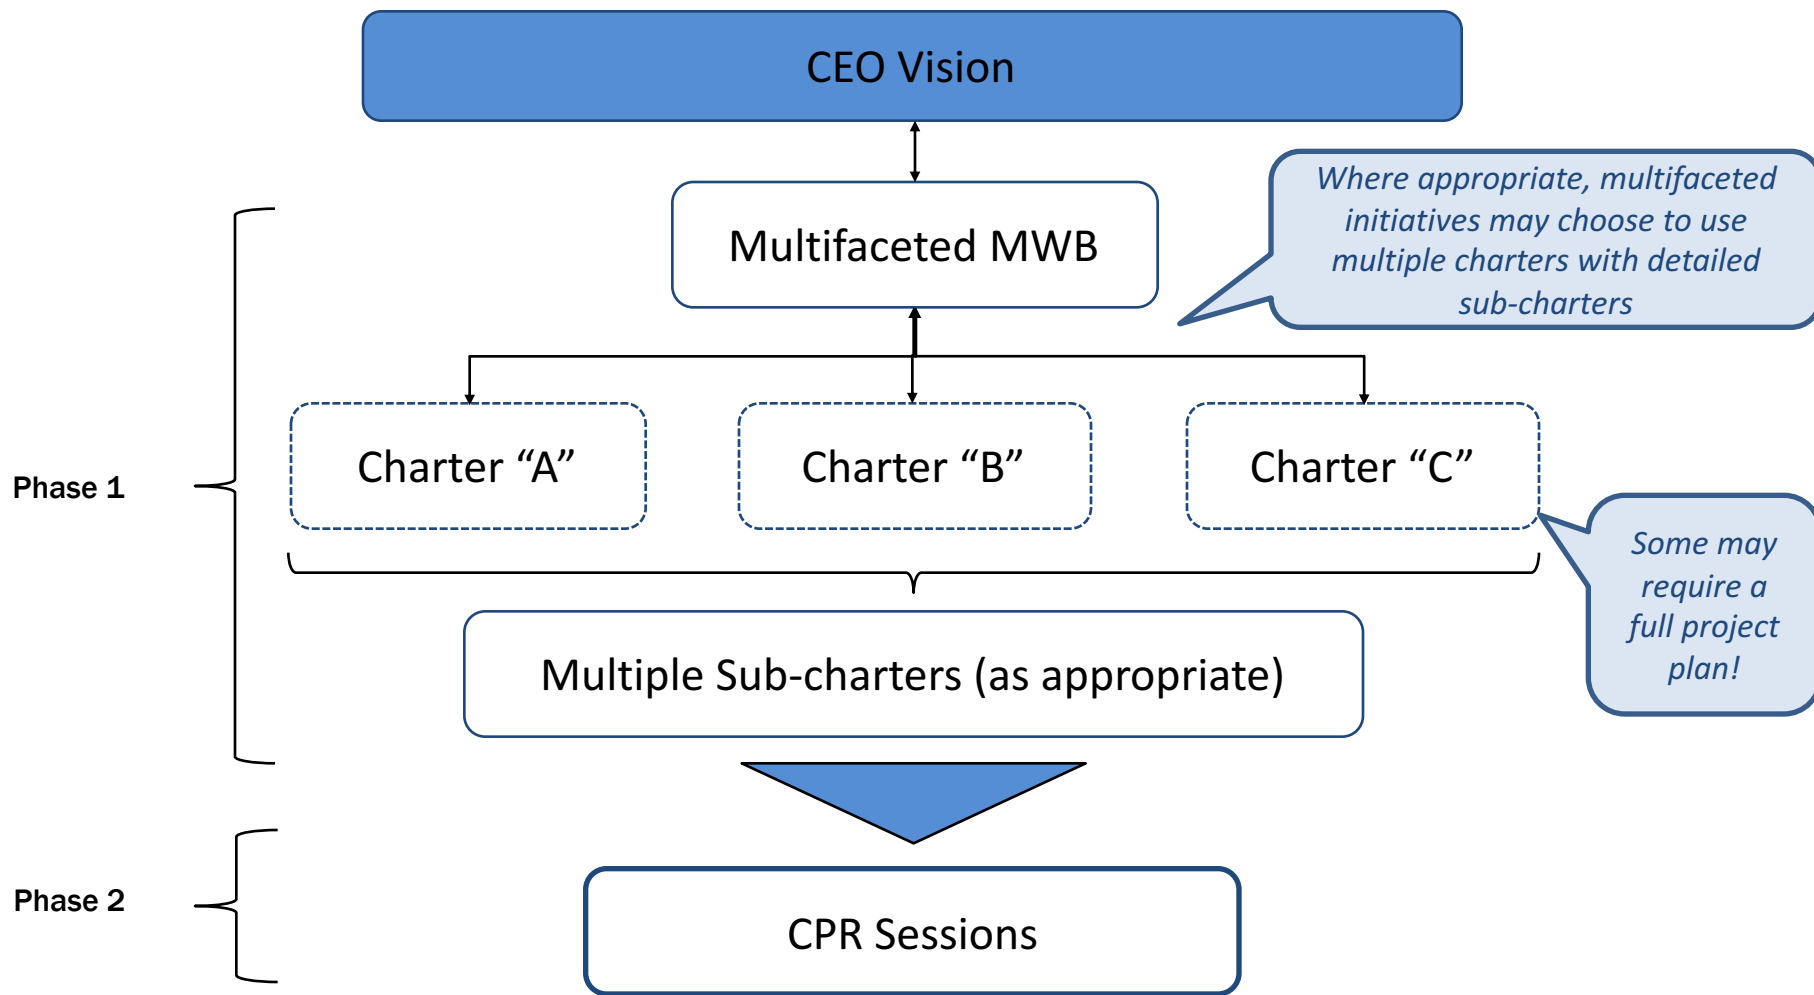 CEO Vision
Multifaceted MWB
Where appropriate, multifaceted
initiatives may choose to use
multiple charters with detailed
sub-charters
Phase 1
Charter “A”
Charter “B”
Charter “C”
Some may
require a
full project
plan!
Multiple Sub-charters (as appropriate)
Phase 2
CPR Sessions